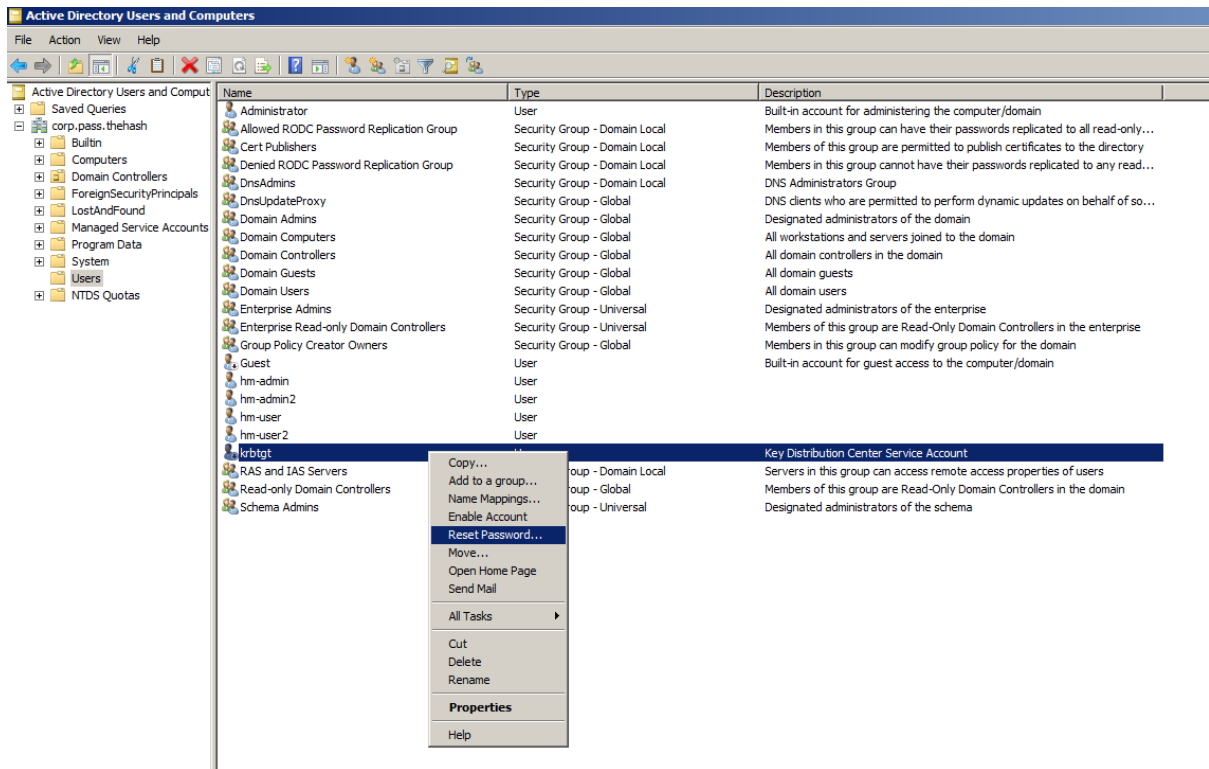 Active Directory Users and Computers
File Action View Help
Active Directory Users and Comput
Saved Queries
corp.pass.thehash
Builtin
Computers
Domain Controllers
ForeignSecurityPrincipals
LostAndFound
Managed Service Accounts
Program Data
System
Users
NTDS Quotas
Name Type Description
Administrator User Built-in account for administering the computer/domain
Allowed RODC Password Replication Group Security Group - Domain Local Members in this group can have their passwords replicated to all read-only...
Cert Publishers Security Group - Domain Local Members of this group are permitted to publish certificates to the directory
Denied RODC Password Replication Group Security Group - Domain Local Members in this group cannot have their passwords replicated to any read...
DnsAdmins Security Group - Domain Local DNS Administrators Group
DnsUpdateProxy Security Group - Global DNS clients who are permitted to perform dynamic updates on behalf of so...
Domain Admins Security Group - Global Designated administrators of the domain
Domain Computers Security Group - Global All workstations and servers joined to the domain
Domain Controllers Security Group - Global All domain controllers in the domain
Domain Guests Security Group - Global All domain guests
Domain Users Security Group - Global All domain users
Enterprise Admins Security Group - Universal Designated administrators of the enterprise
Enterprise Read-only Domain Controllers Security Group - Universal Members of this group are Read-Only Domain Controllers in the enterprise
Group Policy Creator Owners Security Group - Global Members in this group can modify group policy for the domain
Guest User Built-in account for guest access to the computer/domain
hm-admin User
hm-admin2 User
hm-user User
hm-user2 User
krbtgt Key Distribution Center Service Account
RAS and IAS Servers roup - Domain Local Servers in this group can access remote access properties of users
Read-only Domain Controllers roup - Global Members of this group are Read-Only Domain Controllers in the domain
Schema Admins roup - Universal Designated administrators of the schema
Copy...
Add to a group...
Name Mappings...
Enable Account
Reset Password...
Move...
Open Home Page
Send Mail
All Tasks
Cut
Delete
Rename
Properties
Help